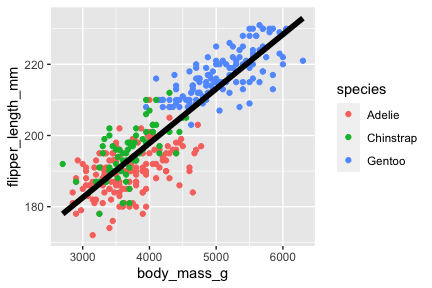 flipper_length_mm
220
200
180
3000
4000
5000
6000
body_mass_g
species
Adelie
Chinstrap
Gentoo